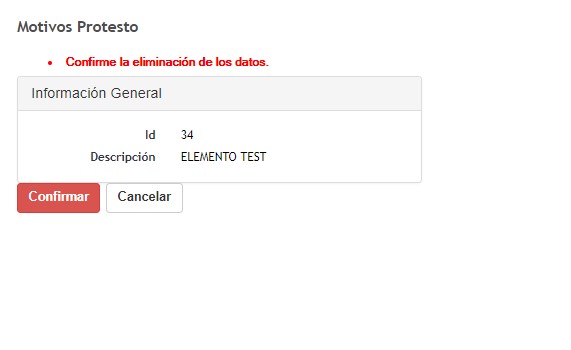 Motivos Protesto
Confirme la eliminación de los datos.
Información General
Id 34
Descripción ELEMENTO TEST
Confirmar Cancelar